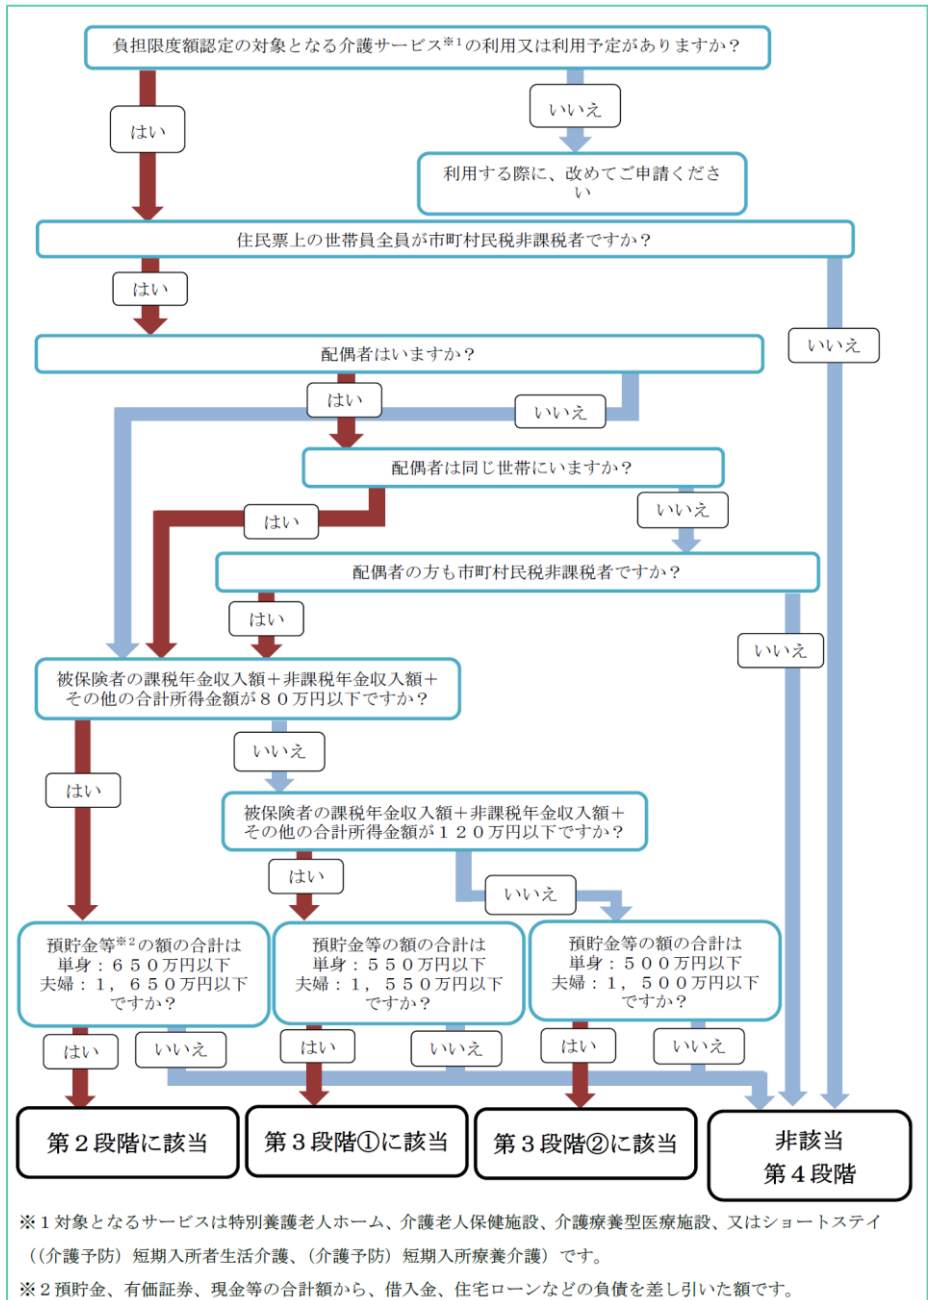 負担限度額認定の対象となる介護サービス※１の利用又は利用予定がありますか？
はい
いいえ
利用する際に、改めてご申請くださ
い
住民票上の世帯員全員が市町村民税非課税者ですか？
はい
いいえ
配偶者はいますか？
はい
いいえ
配偶者は同じ世帯にいますか？
はい
いいえ
配偶者の方も市町村民税非課税者ですか？
はい
いいえ
被保険者の課税年金収入額＋非課税年金収入額＋
その他の合計所得金額が８０万円以下ですか？
はい
いいえ
被保険者の課税年金収入額＋非課税年金収入額＋
その他の合計所得金額が１２０万円以下ですか？
はい
いいえ
預貯金等※２の額の合計は
単身：６５０万円以下
夫婦：１，６５０万円以下
ですか？
預貯金等の額の合計は
単身：５５０万円以下
夫婦：１，５５０万円以下
ですか？
預貯金等の額の合計は
単身：５００万円以下
夫婦：１，５００万円以下
ですか？
はい
いいえ
はい
いいえ
はい
いいえ
第２段階に該当
第３段階①に該当
第３段階②に該当
非該当
第４段階
※１対象となるサービスは特別養護老人ホーム、介護老人保健施設、介護療養型医療施設、又はショートステイ
（(介護予防）短期入所者生活介護、（介護予防）短期入所療養介護）です。
※２預貯金、有価証券、現金等の合計額から、借入金、住宅ローンなどの負債を差し引いた額です。